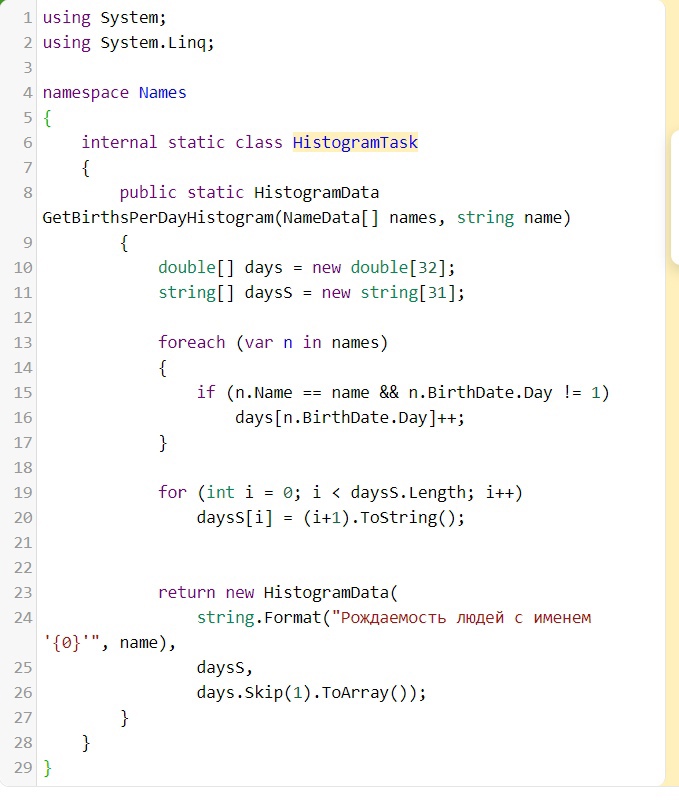 1 using System;
2 using System.Linq;
3
4 namespace Names
5 {
6     internal static class HistogramTask
7     {
8         public static HistogramData
GetBirthsPerDayHistogram(NameData[] names, string name)
9         {
10             double[] days = new double[32];
11             string[] daysS = new string[31];
12
13             foreach (var n in names)
14             {
15                 if (n.Name == name && n.BirthDate.Day != 1)
16                     days[n.BirthDate.Day]++;
17             }
18
19             for (int i = 0; i < daysS.Length; i++)
20                 daysS[i] = (i+1).ToString();
21
22
23             return new HistogramData(
24                 string.Format("Рождаемость людей с именем
'{0}'", name),
25                 daysS,
26                 days.Skip(1).ToArray());
27         }
28     }
29 }